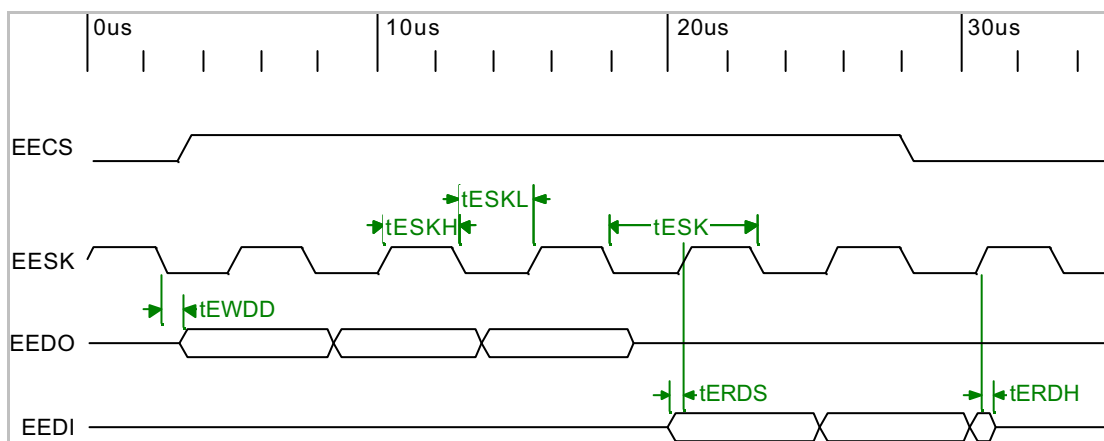 0us 10us 20us 30us
EECS
tESKL
tESKH tESK
EESK
tEWDD
EEDO
tERDS tERDH
EEDI